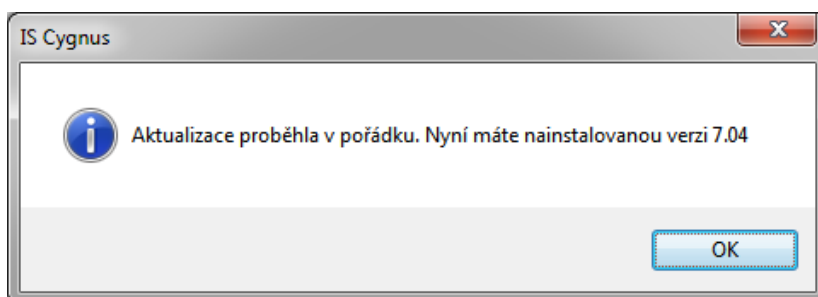 IS Cygnus
Aktualizace proběhla v pořádku. Nyní máte nainstalovanou verzi 7.04
OK